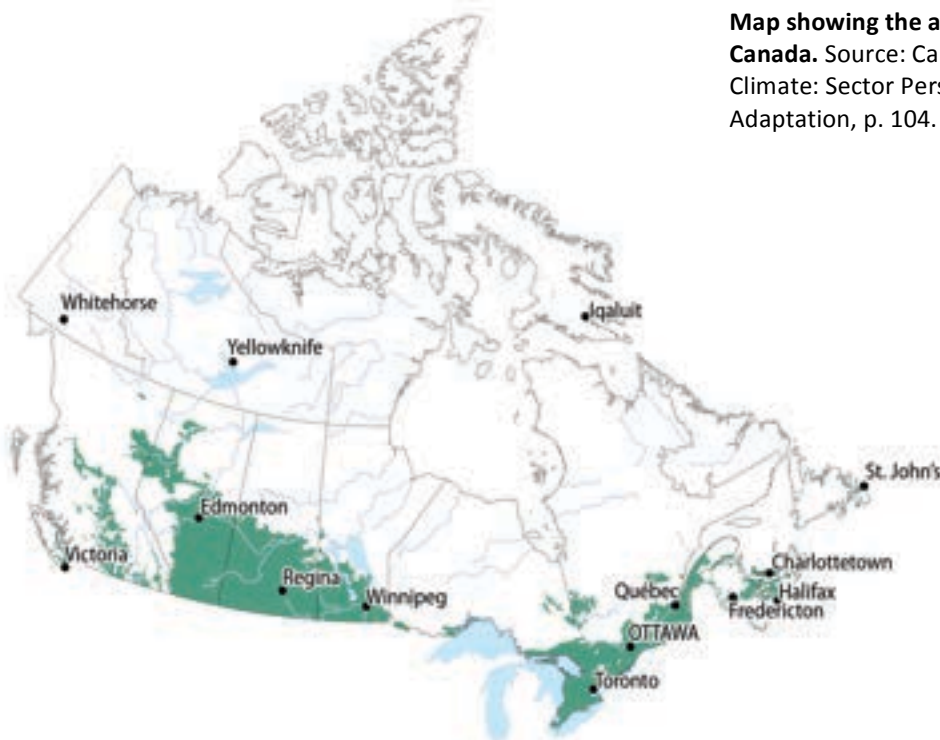 Map showing the a
Canada. Source: Ca
Climate: Sector Pers
Adaptation, p. 104.
Whitehorse
Iqaluit
Yellowknife
St. John's
Edmonton
Victoria
Charlottetown
Regina
Québec
Halifax
Winnipeg
Fredericton
OTTAWA
Toronto